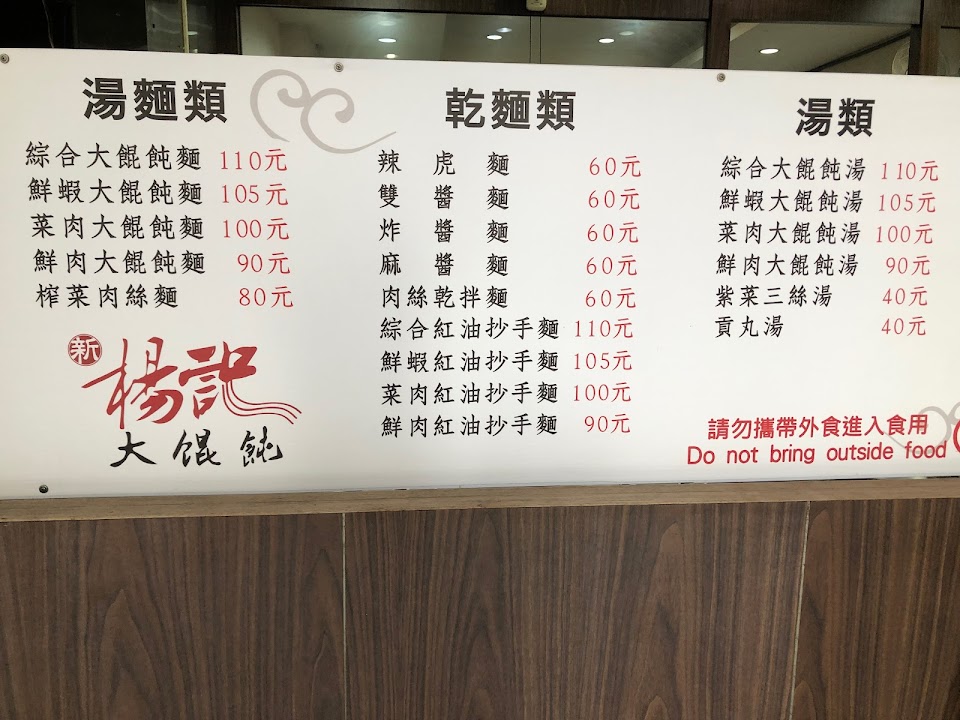 湯麵類
綜合大餛飩麵 110元
鮮蝦大餛飩麵 105元
菜肉大餛飩麵 100元
鮮肉大餛飩麵 90元
榨菜肉絲麵 80元
新 楊記
大餛飩
乾麵類
辣虎麵 60元
雙醬麵 60元
炸醬麵 60元
麻醬麵 60元
肉絲乾拌麵 60元
綜合紅油抄手麵 110元
鮮蝦紅油抄手麵 105元
菜肉紅油抄手麵 100元
鮮肉紅油抄手麵 90元
湯類
綜合大餛飩湯 110元
鮮蝦大餛飩湯 105元
菜肉大餛飩湯 100元
鮮肉大餛飩湯 90元
紫菜三絲湯 40元
貢丸湯 40元
請勿攜帶外食進入食用
Do not bring outside food